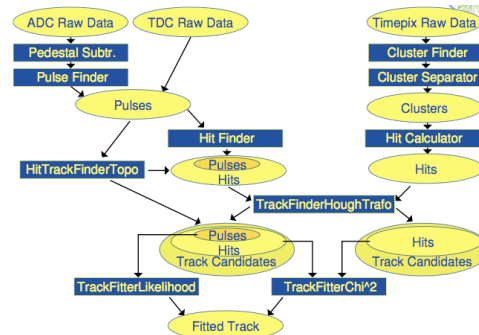 ADC Raw Data
TDC Raw Data
Timepix Raw Data
Pedestal Subtr.
Cluster Finder
Pulse Finder
Cluster Separator
Pulses
Clusters
Hit Finder
Hit Calculator
HitTrackFinderTopo
Pulses
Hits
Hits
TrackFinderHoughTrafo
Pulses
Hits
Track Candidates
Hits
Track Candidates
TrackFitterLikelihood
TrackFitterChi^2
Fitted Track